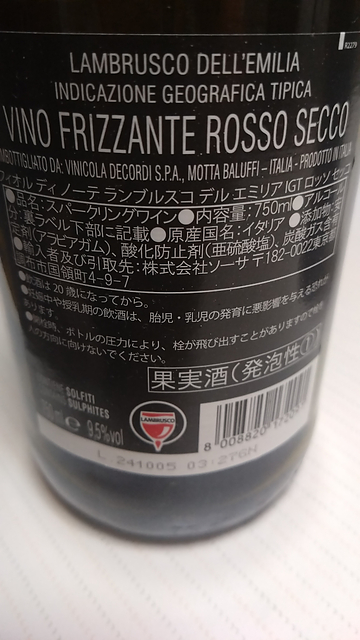 92379
LAMBRUSCO DELL'EMILIA
INDICAZIONE GEOGRAFICA TIPICA
VINO FRIZZANTE ROSSO SECCO
IMBOTTIGLIATO DA: VINICOLA DECORDI S.P.A., MOTTA BALUFFI - ITALIA - PRODOTTO IN ITALIA
フィオル ディ ノーテ ランブルスコ デル エミリア IGT ロッソ セッコ
●品名:スパークリングワイン●内容量:750ml●アルコール
分:裏ラベル下部に記載●原産国名:イタリア●添加物:安
定剤(アラビアガム)、酸化防止剤(亜硫酸塩)、炭酸ガス含有
●輸入者及び引取先:株式会社ソーサ 〒182-0022東京都
調布市国領町4-9-7
●飲酒は20歳になってから。
●妊娠中や授乳期の飲酒は、胎児・乳児の発育に悪影響を与える恐れが
あります。
ボトルの圧力により、栓が飛び出すことがありますので
人の方向に向けないでください。
果実酒(発泡性①)
SOLFITI
SULPHITES
ml e 9,5%vol
LAMBRUSCO
8 008820
L 241005 03:27GN